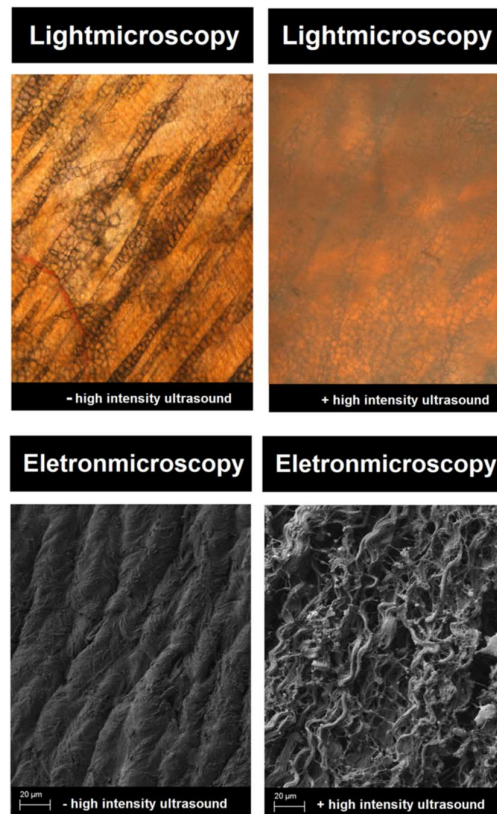 Lightmicroscopy
Lightmicroscopy
- high intensity ultrasound
+ high intensity ultrasound
Eletronmicroscopy
Eletronmicroscopy
20 µm
- high intensity ultrasound
20 µm
+ high intensity ultrasound